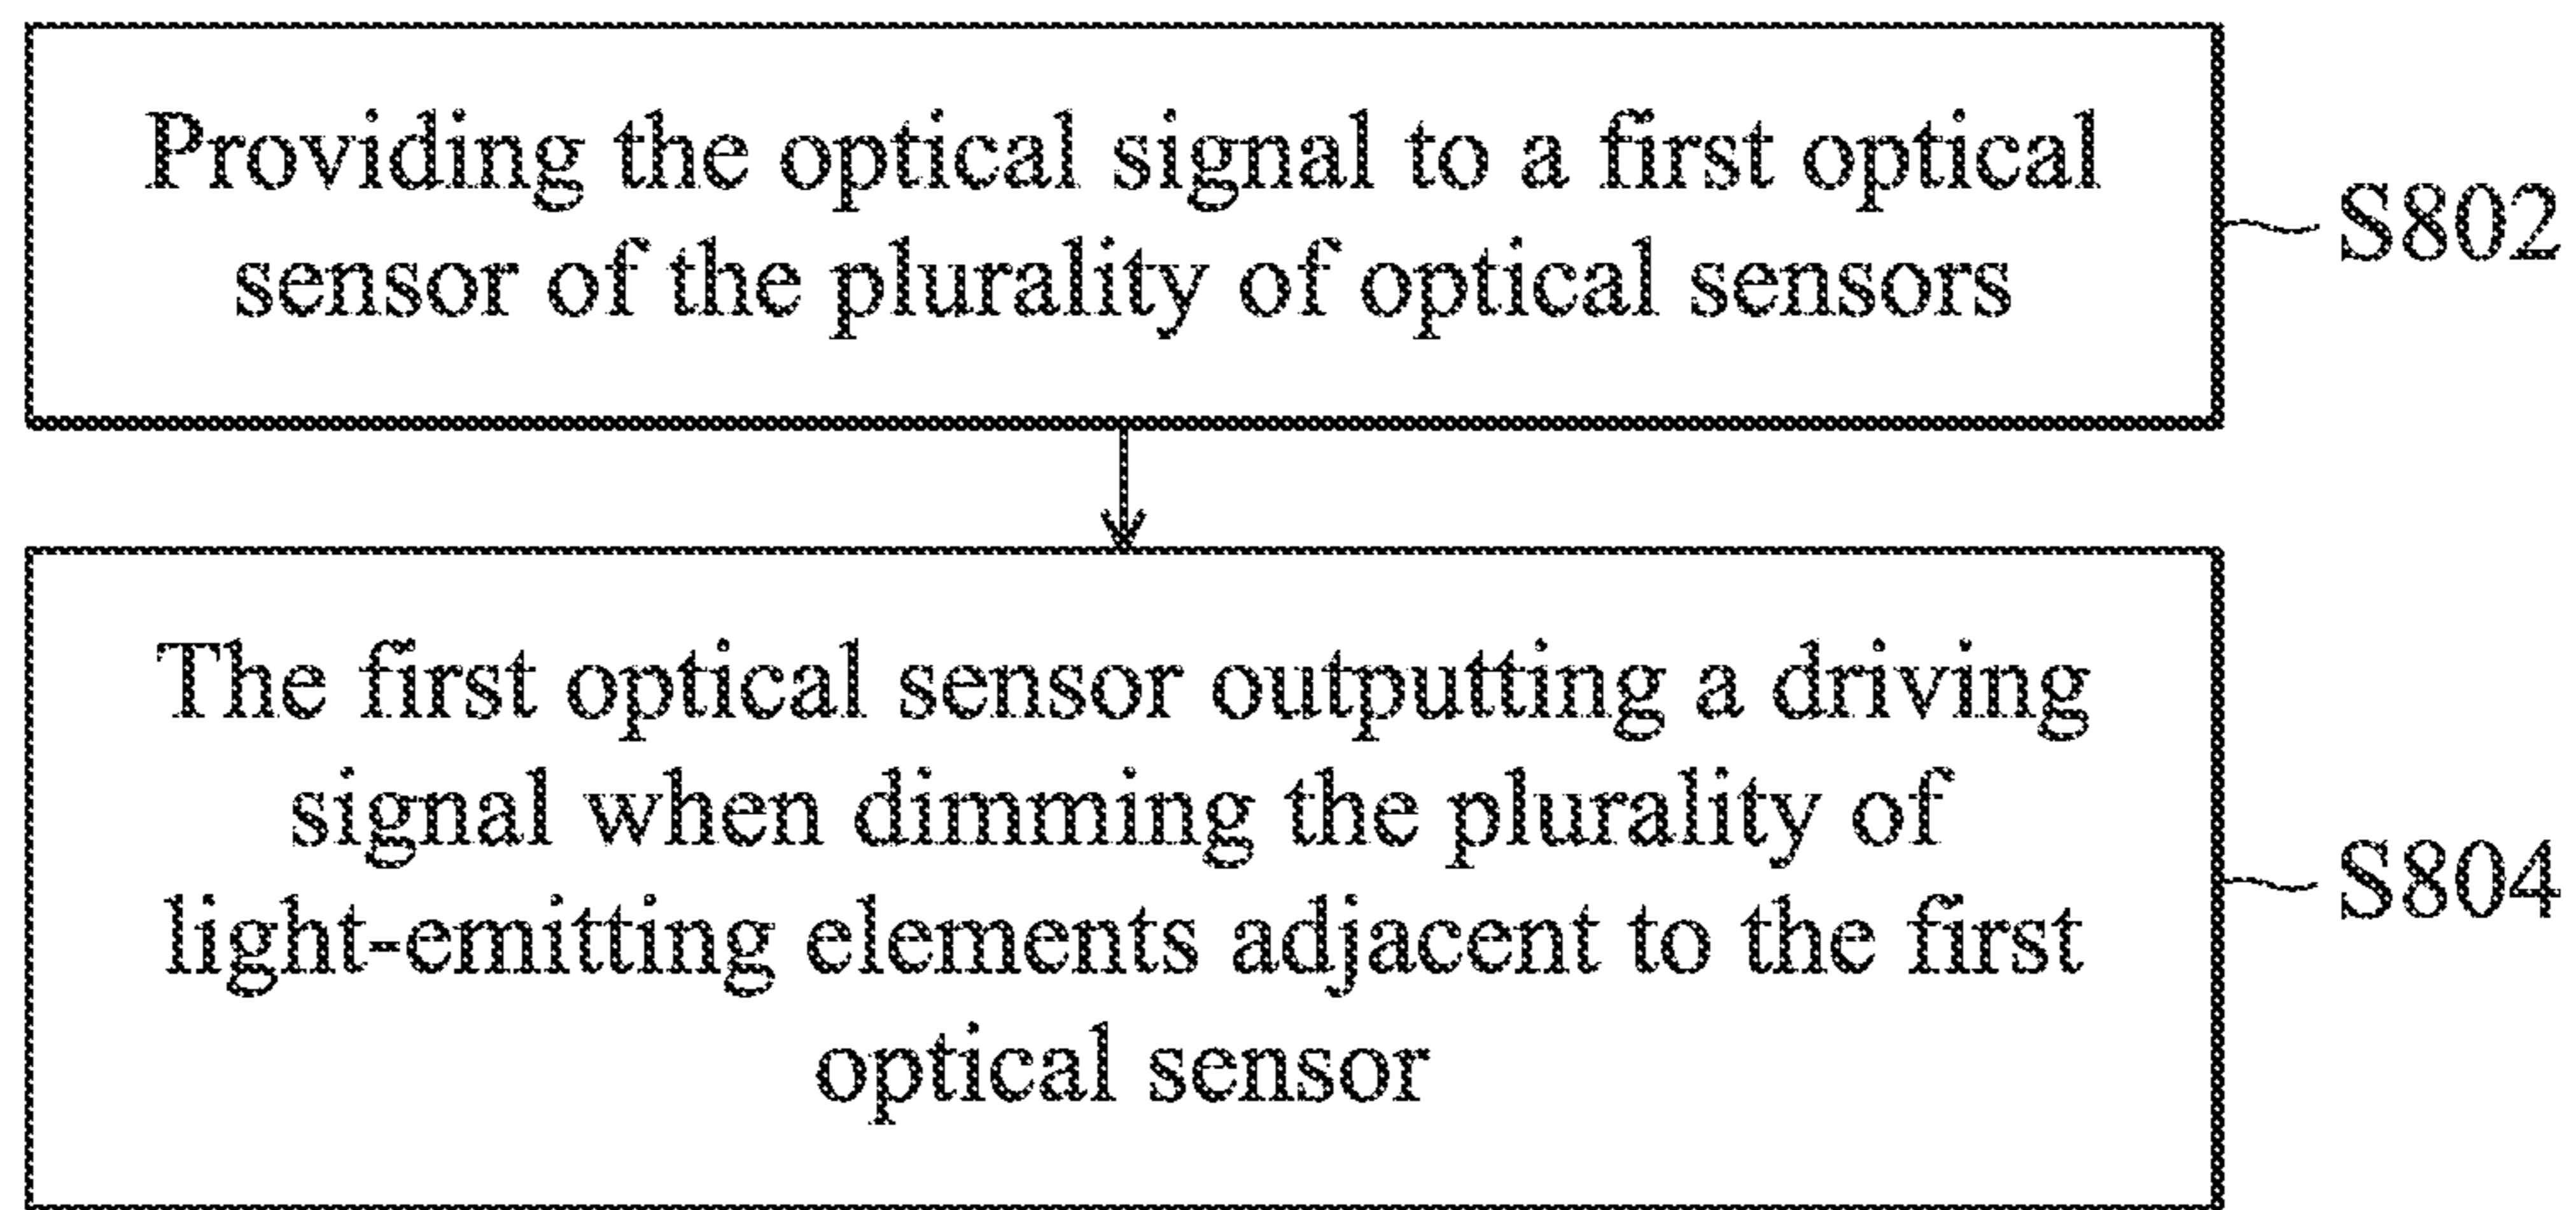 Providing the optical signal to a first optical
sensor of the plurality of optical sensors
S802
The first optical sensor outputting a driving
signal when dimming the plurality of
light-emitting elements adjacent to the first
optical sensor
S804